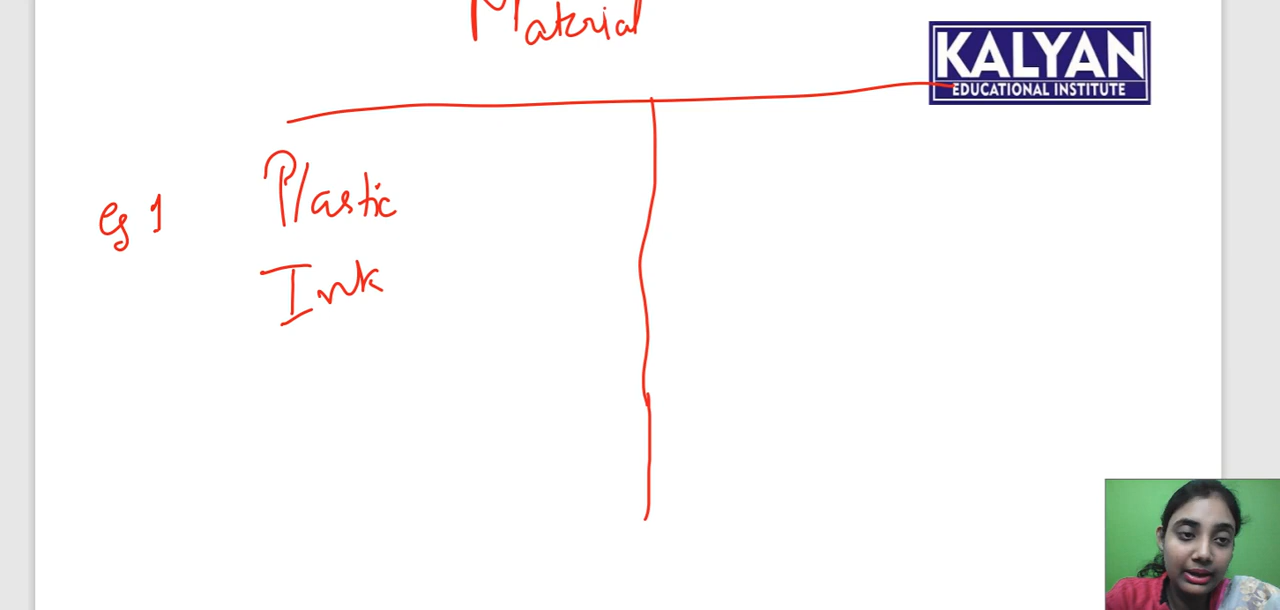 Material
KALYAN
EDUCATIONAL INSTITUTE
Eg 1
Plastic
Ink